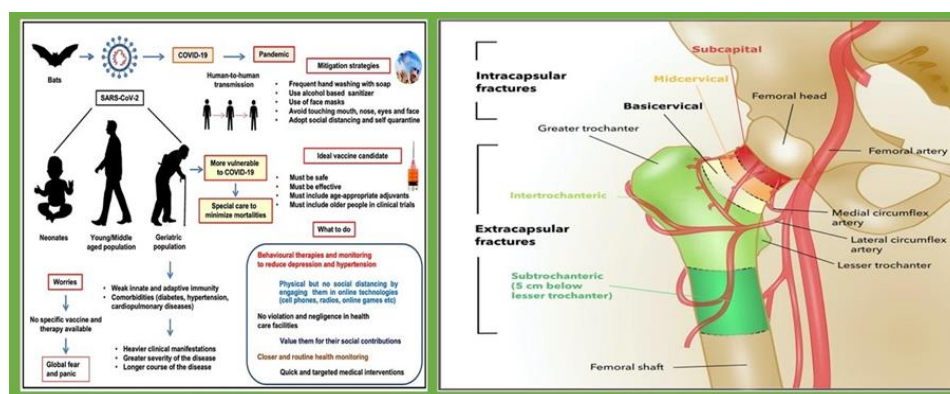 Bats
COVID-19
Pandemic
SARS-CoV-2
Human-to-human
transmission
Mitigation strategies
• Frequent hand washing with soap
• Use alcohol based sanitizer
• Use of face masks
• Avoid touching mouth, nose, eyes and face
• Adopt social distancing and self quarantine
More vulnerable
to COVID-19
Special care to
minimize mortalities
Ideal vaccine candidate
• Must be safe
• Must be effective
• Must include age-appropriate adjuvants
• Must include older people in clinical trials
Neonates
Young/Middle
aged population
Geriatric
population
What to do
Behavioural therapies and monitoring
to reduce depression and hypertension
Physical but no social distancing by
engaging them in online technologies
(cell phones, radios, online games etc)
No violation and negligence in health
care facilities
Value them for their social contributions
Closer and routine health monitoring
Quick and targeted medical interventions
Worries
No specific vaccine and
therapy available
Global fear
and panic
• Weak innate and adaptive immunity
• Comorbidities (diabetes, hypertension,
cardiopulmonary diseases)
• Heavier clinical manifestations
• Greater severity of the disease
• Longer course of the disease
Intracapsular
fractures
Subcapital
Midcervical
Basicervical
Femoral head
Greater trochanter
Femoral artery
Intertrochanteric
Extracapsular
fractures
Medial circumflex
artery
Lateral circumflex
artery
Lesser trochanter
Subtrochanteric
(5 cm below
lesser trochanter)
Femoral shaft